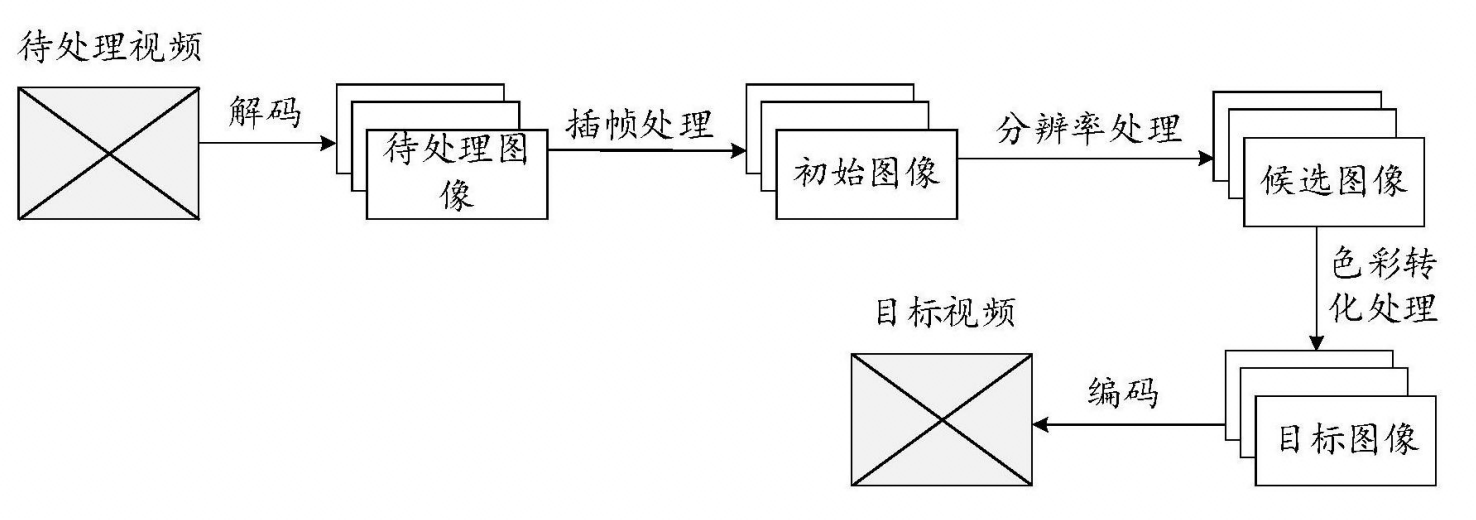 待处理视频
解码
待处理图
像
插帧处理
初始图像
分辨率处理
候选图像
色彩转
化处理
目标图像
编码
目标视频